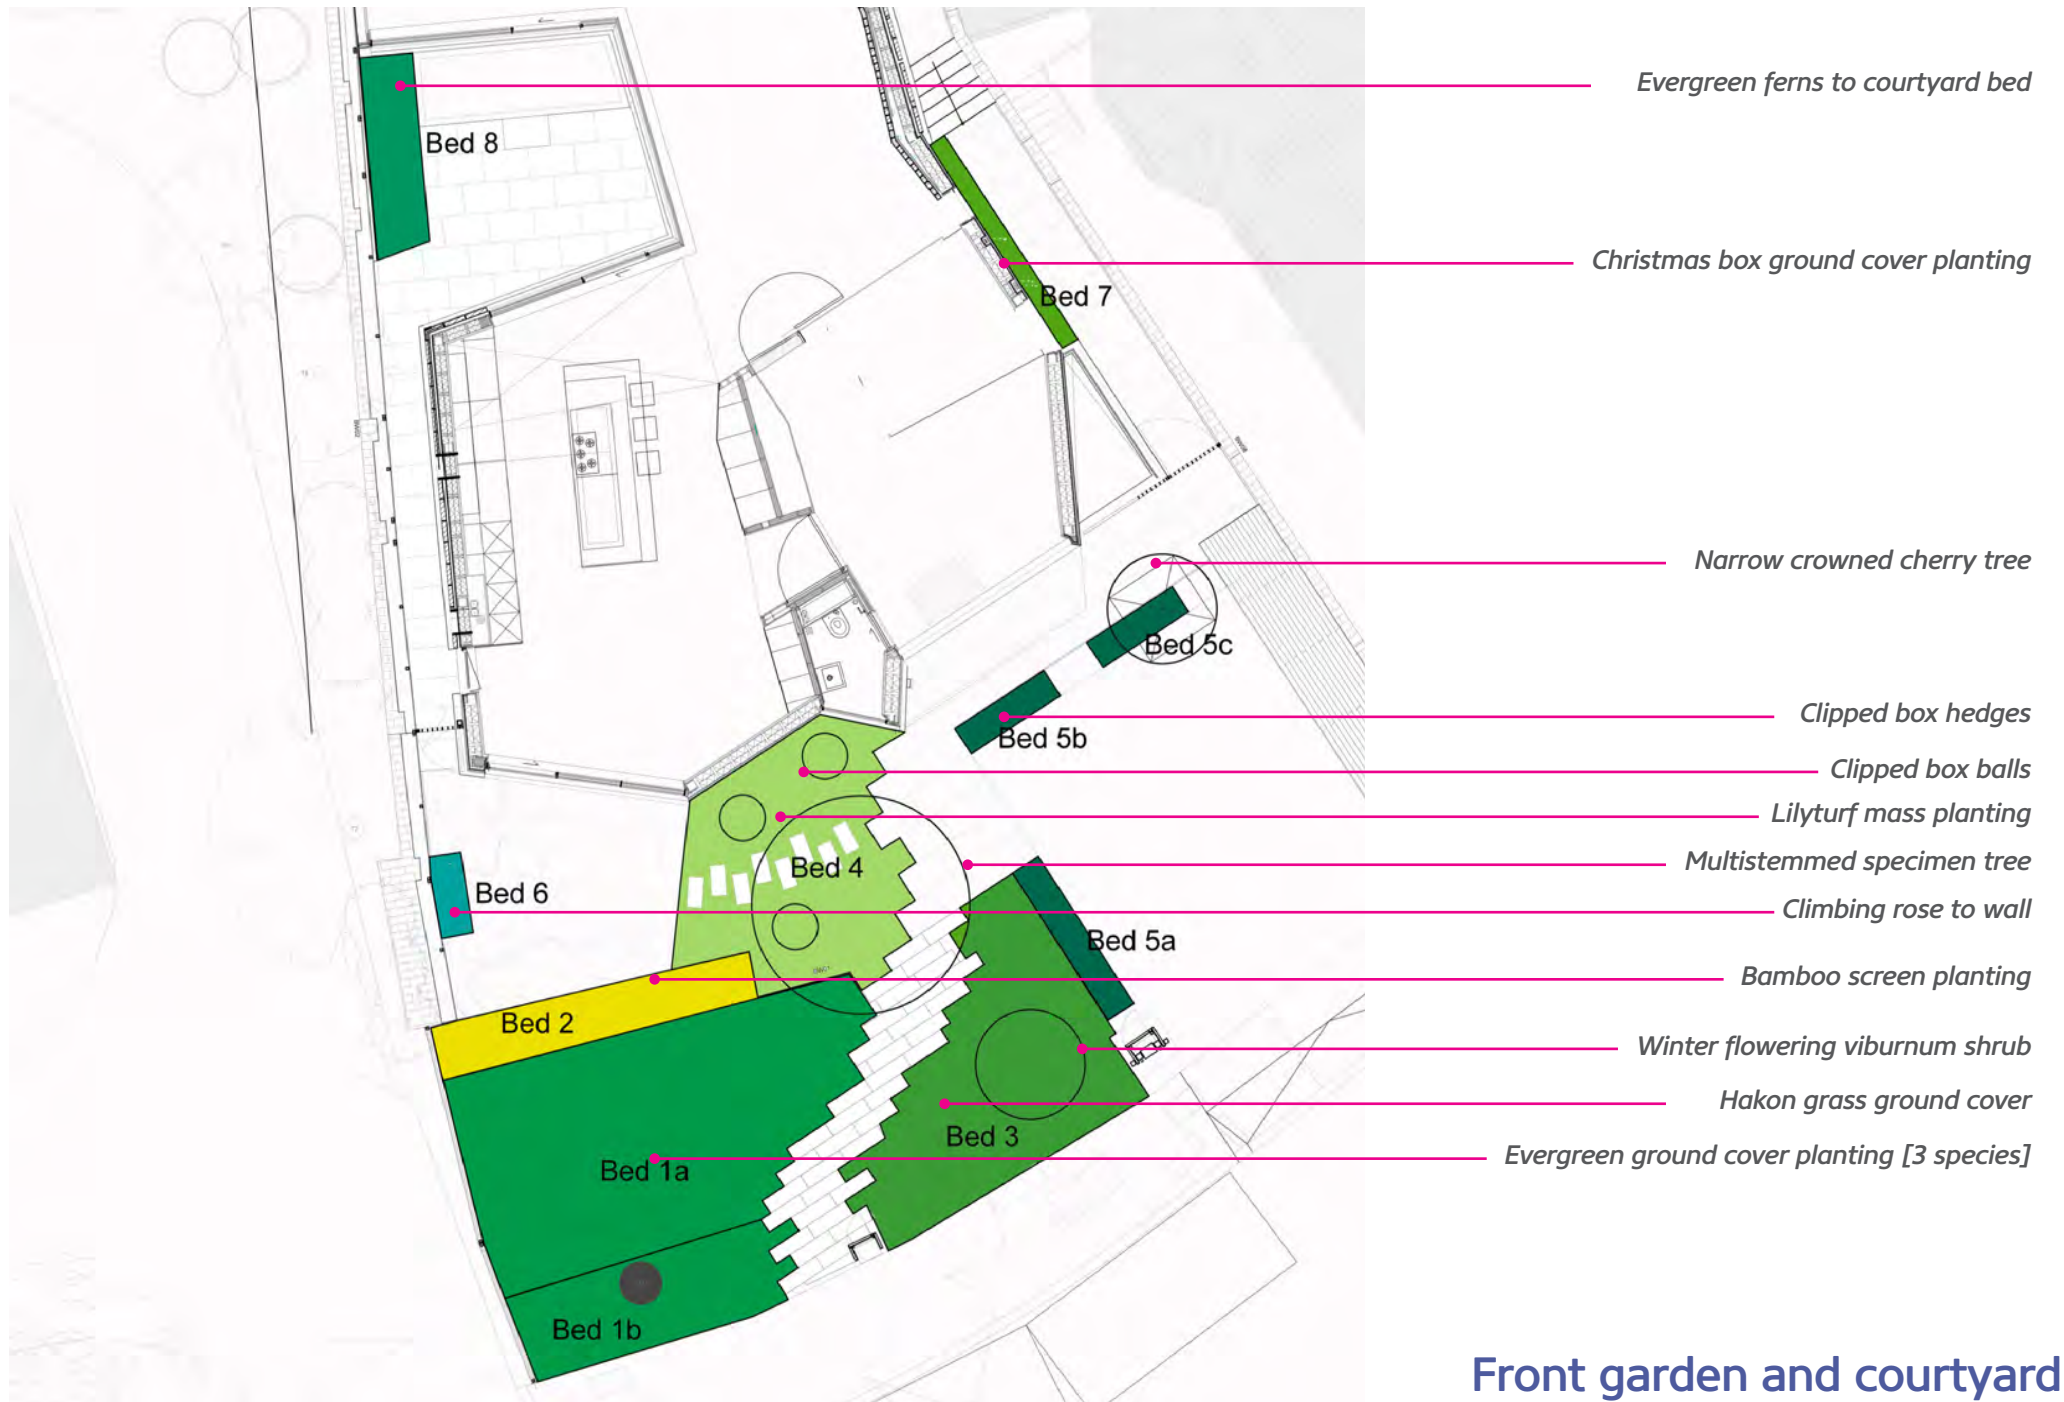 Evergreen ferns to courtyard bed
Bed 8
Christmas box ground cover planting
Bed 7
Narrow crowned cherry tree
Bed 5c
Clipped box hedges
Bed 5b
Clipped box balls
Lilyturf mass planting
Multistemmed specimen tree
Bed 4
Bed 6
Climbing rose to wall
Bed 5a
Bamboo screen planting
Bed 2
Winter flowering viburnum shrub
Hakon grass ground cover
Bed 3
Evergreen ground cover planting [3 species]
Bed 1a
Bed 1b
Front garden and courtyard